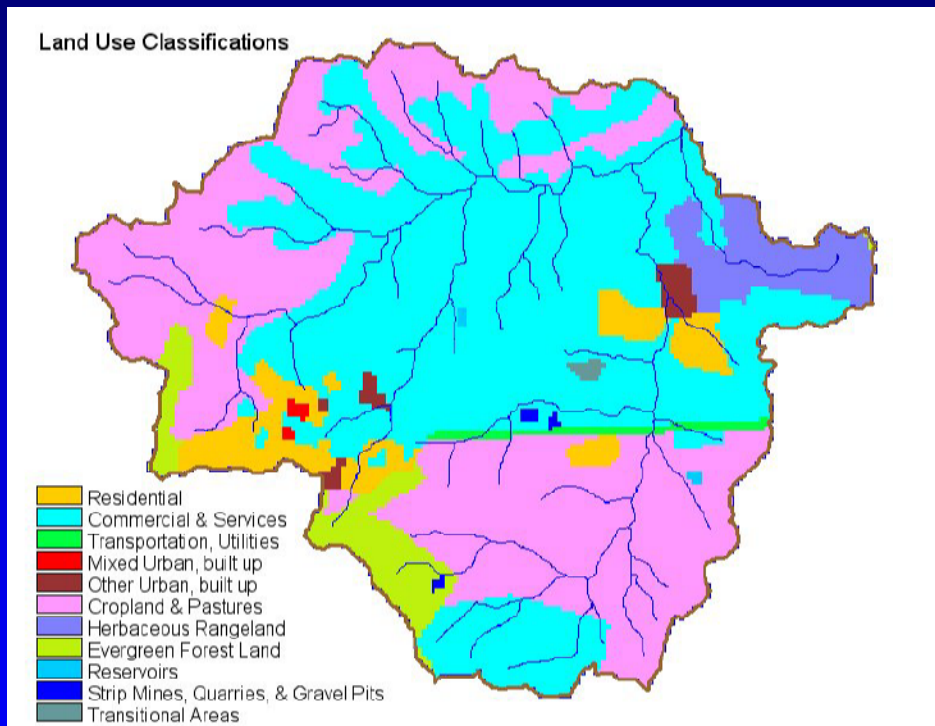 Land Use Classifications
Residential
Commercial & Services
Transportation, Utilities
Mixed Urban, built up
Other Urban, built up
Cropland & Pastures
Herbaceous Rangeland
Evergreen Forest Land
Reservoirs
Strip Mines, Quarries, & Gravel Pits
Transitional Areas